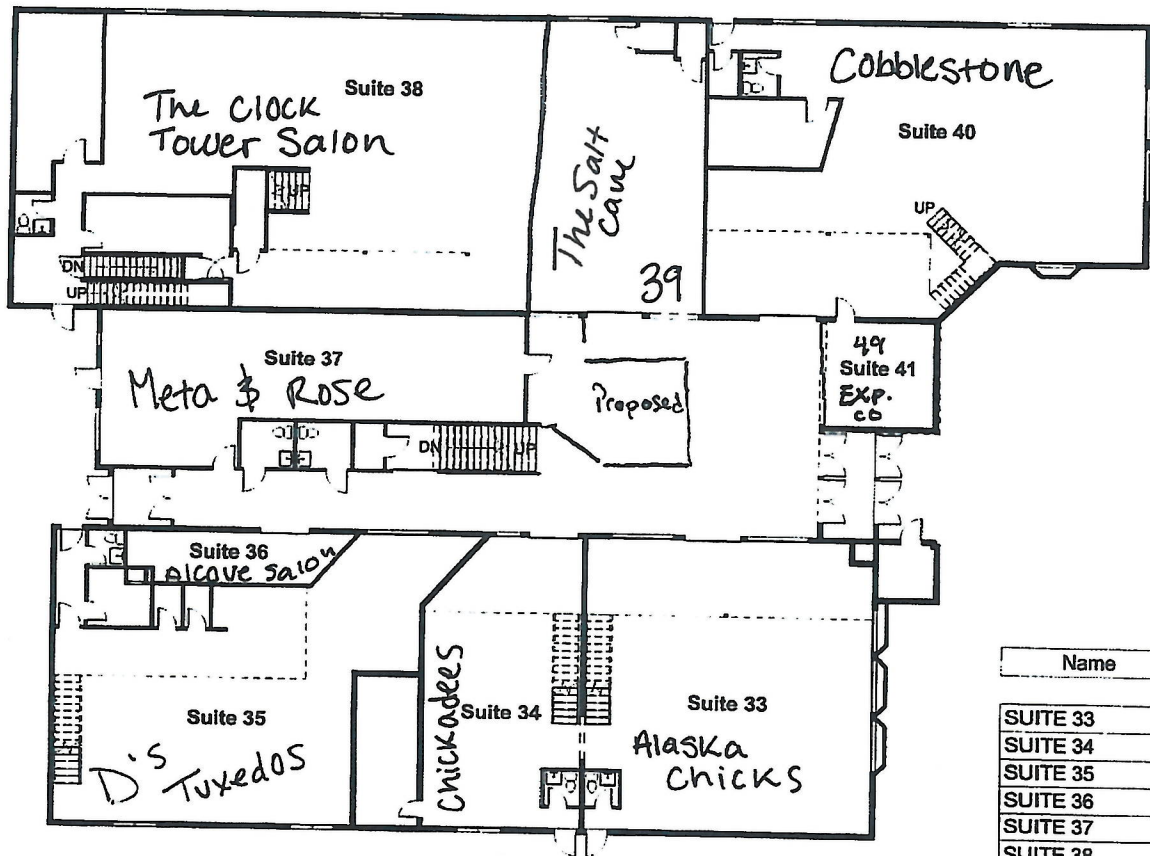 Suite 38
The Clock
Tower Salon
UP
DN
UP
The Salt
Cave
39
Cobblestone
Suite 40
UP
Suite 37
Meta & Rose
DN
UP
Proposed
49
Suite 41
Exp.
co
Suite 36
Alcove Salon
Suite 35
D's Tuxedos
Chickadees
Suite 34
Suite 33
Alaska
Chicks
Name
SUITE 33
SUITE 34
SUITE 35
SUITE 36
SUITE 37
SUITE 38